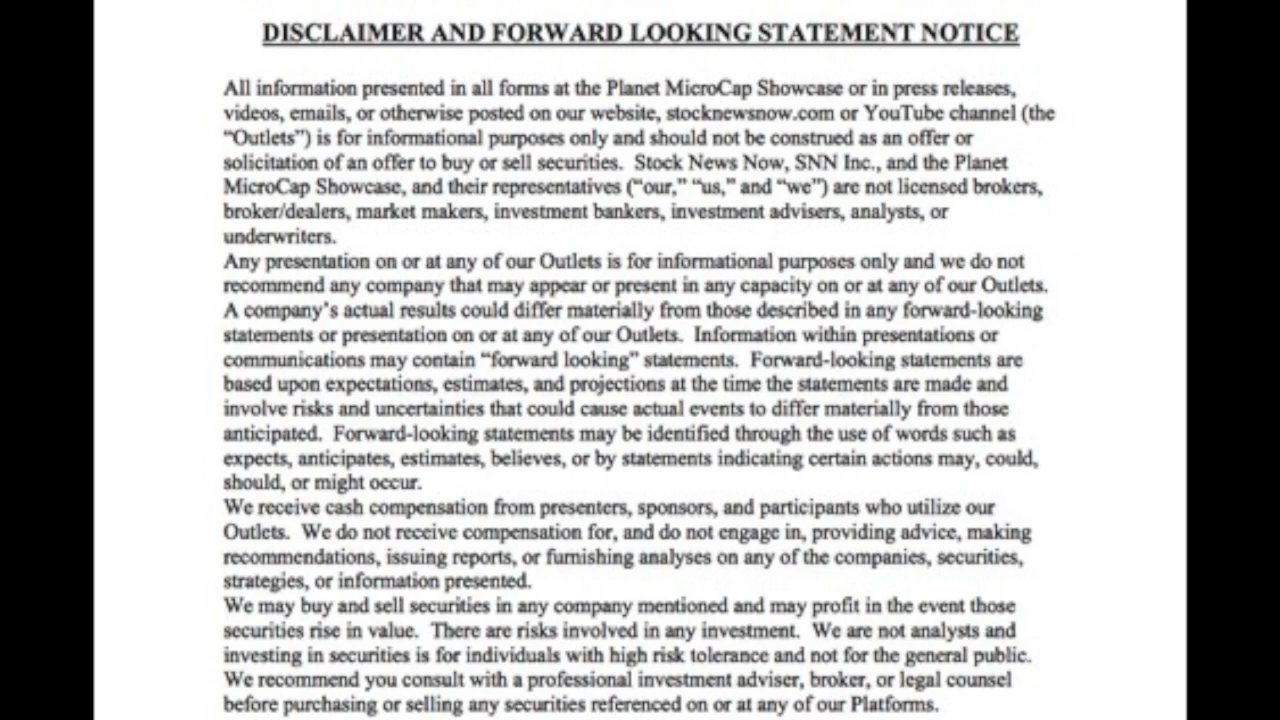 DISCLAIMER AND FORWARD LOOKING STATEMENT NOTICE
All information presented in all forms at the Planet MicroCap Showcase or in press releases,
videos, emails, or otherwise posted on our website, stocknewsnow.com or YouTube channel (the
“Outlets”) is for informational purposes only and should not be construed as an offer or
solicitation of an offer to buy or sell securities.  Stock News Now, SNN Inc., and the Planet
MicroCap Showcase, and their representatives (“our,” “us,” and “we”) are not licensed brokers,
broker/dealers, market makers, investment bankers, investment advisers, analysts, or
underwriters.
Any presentation on or at any of our Outlets is for informational purposes only and we do not
recommend any company that may appear or present in any capacity on or at any of our Outlets.
A company’s actual results could differ materially from those described in any forward-looking
statements or presentation on or at any of our Outlets.  Information within presentations or
communications may contain “forward looking” statements.  Forward-looking statements are
based upon expectations, estimates, and projections at the time the statements are made and
involve risks and uncertainties that could cause actual events to differ materially from those
anticipated.  Forward-looking statements may be identified through the use of words such as
expects, anticipates, estimates, believes, or by statements indicating certain actions may, could,
should, or might occur.
We receive cash compensation from presenters, sponsors, and participants who utilize our
Outlets.  We do not receive compensation for, and do not engage in, providing advice, making
recommendations, issuing reports, or furnishing analyses on any of the companies, securities,
strategies, or information presented.
We may buy and sell securities in any company mentioned and may profit in the event those
securities rise in value.  There are risks involved in any investment.  We are not analysts and
investing in securities is for individuals with high risk tolerance and not for the general public.
We recommend you consult with a professional investment adviser, broker, or legal counsel
before purchasing or selling any securities referenced on or at any of our Platforms.